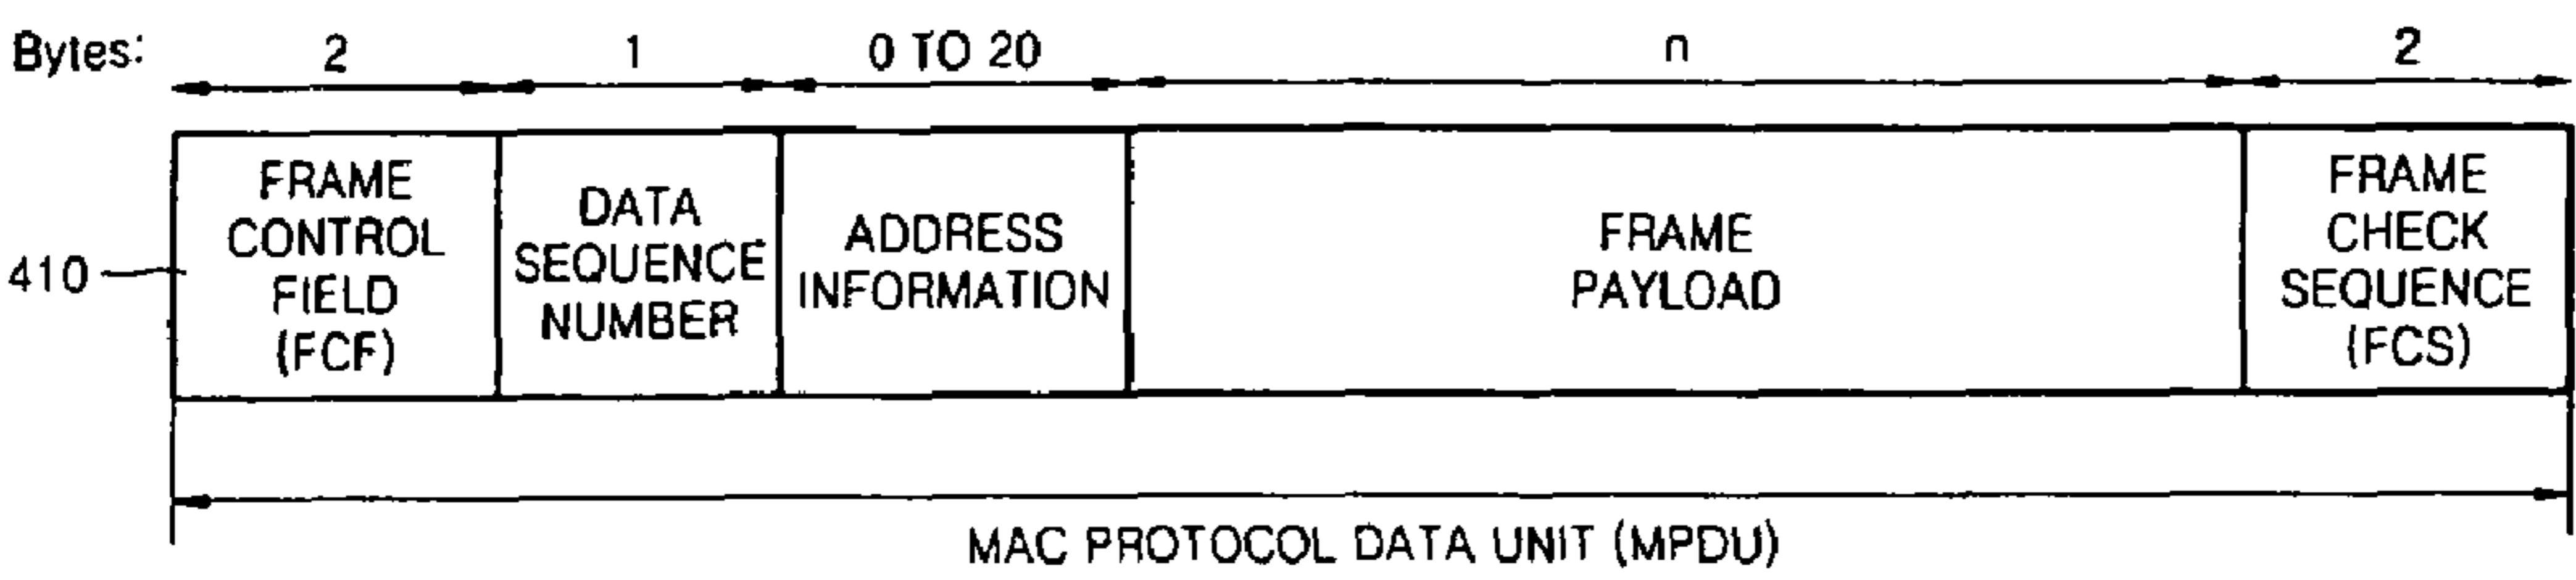 Bytes: 2 1 0 TO 20 n 2
410
FRAME
CONTROL
FIELD
(FCF)
DATA
SEQUENCE
NUMBER
ADDRESS
INFORMATION
FRAME
PAYLOAD
FRAME
CHECK
SEQUENCE
(FCS)
MAC PROTOCOL DATA UNIT (MPDU)